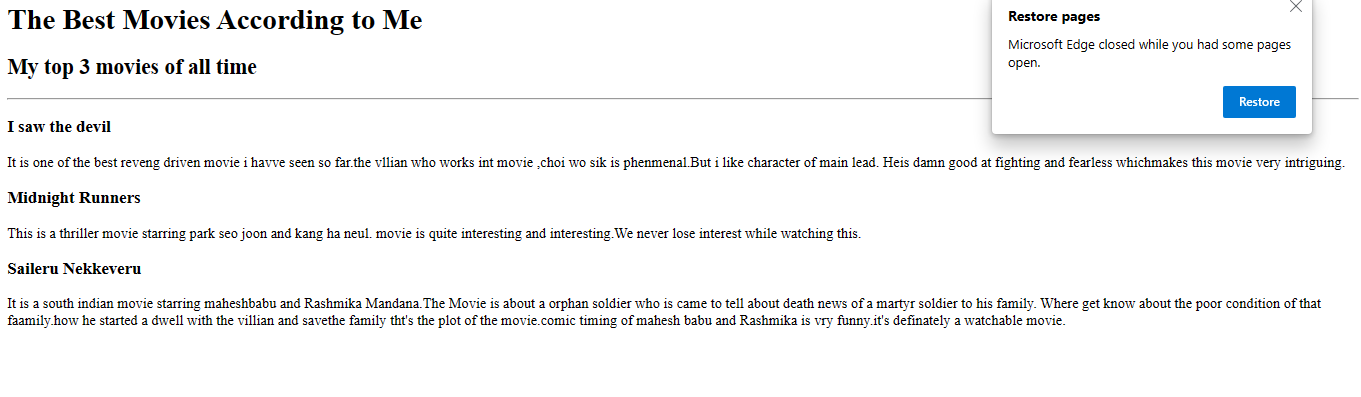 The Best Movies According to Me
My top 3 movies of all time
Restore pages
Microsoft Edge closed while you had some pages
open.
Restore
I saw the devil
It is one of the best reveng driven movie i havve seen so far.the vllian who works int movie ,choi wo sik is phenmenal.But i like character of main lead. Heis damn good at fighting and fearless whichmakes this movie very intriguing.
Midnight Runners
This is a thriller movie starring park seo joon and kang ha neul. movie is quite interesting and interesting.We never lose interest while watching this.
Saileru Nekkeveru
It is a south indian movie starring maheshbabu and Rashmika Mandana.The Movie is about a orphan soldier who is came to tell about death news of a martyr soldier to his family. Where get know about the poor condition of that
faamily.how he started a dwell with the villian and savethe family tht's the plot of the movie.comic timing of mahesh babu and Rashmika is vry funny.it's definately a watchable movie.